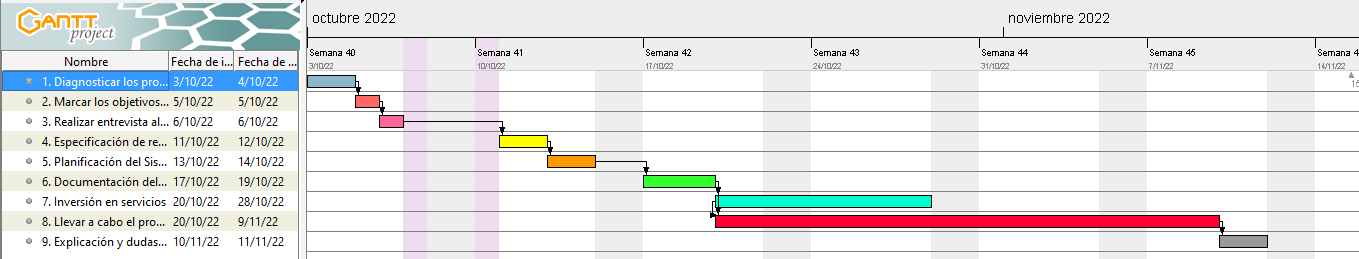 GANTT
project
octubre 2022
noviembre 2022
Nombre Fecha de i... Fecha de ...
Semana 40 Semana 41 Semana 42 Semana 43 Semana 44 Semana 45 Semana 4
3/10/22 10/10/22 17/10/22 24/10/22 31/10/22 7/11/22 14/11/22
15
1. Diagnosticar los pro... 3/10/22 4/10/22
2. Marcar los objetivos... 5/10/22 5/10/22
3. Realizar entrevista al... 6/10/22 6/10/22
4. Especificación de re... 11/10/22 12/10/22
5. Planificación del Sis... 13/10/22 14/10/22
6. Documentación del... 17/10/22 19/10/22
7. Inversión en servicios 20/10/22 28/10/22
8. Llevar a cabo el pro... 20/10/22 9/11/22
9. Explicación y dudas... 10/11/22 11/11/22